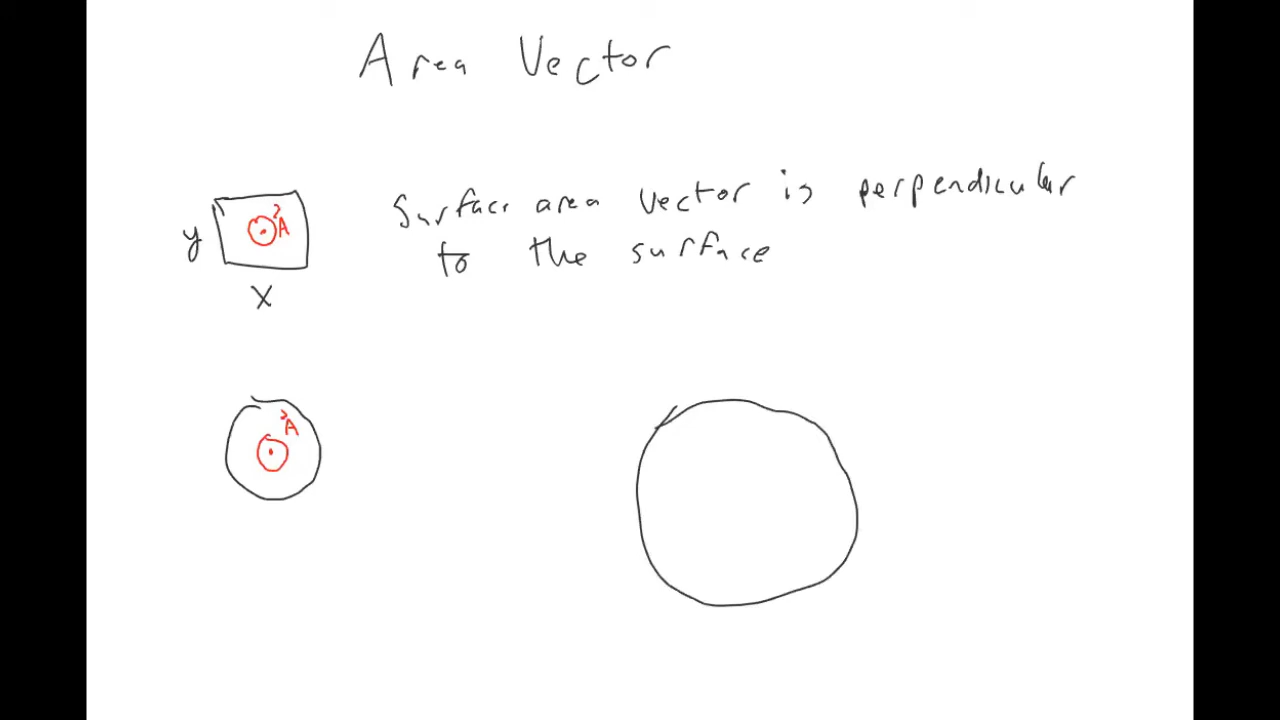 Area Vector
Surface area vector is perpendicular
to the surface
A
y
x
A